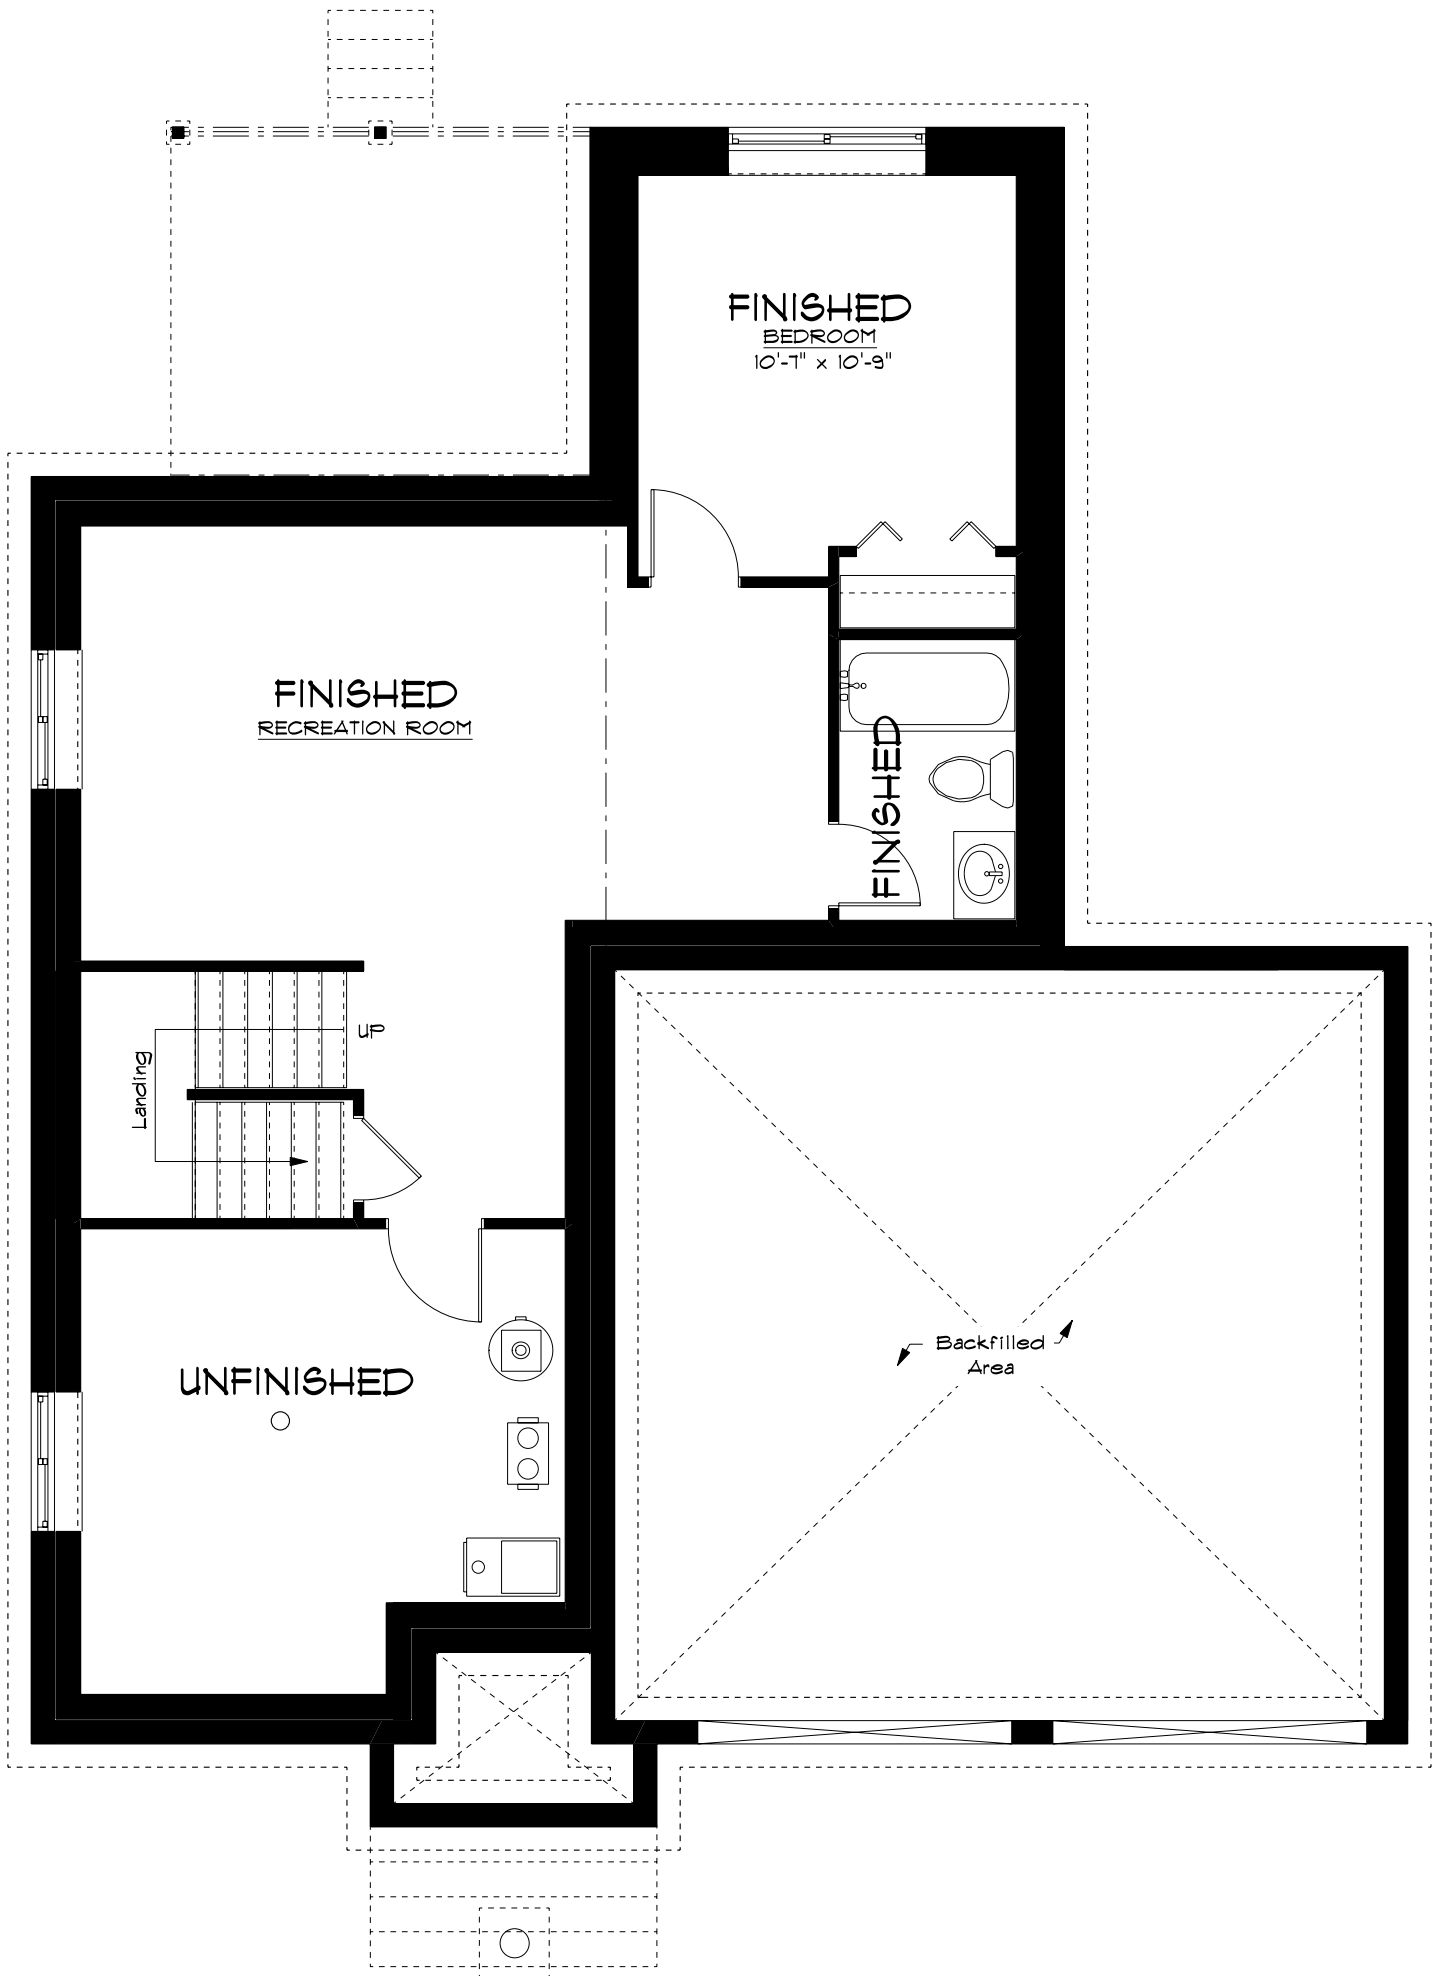 FINISHED
BEDROOM
10'-7" x 10'-9"
FINISHED
RECREATION ROOM
FINISHED
UP
Landing
Backfilled
Area
UNFINISHED